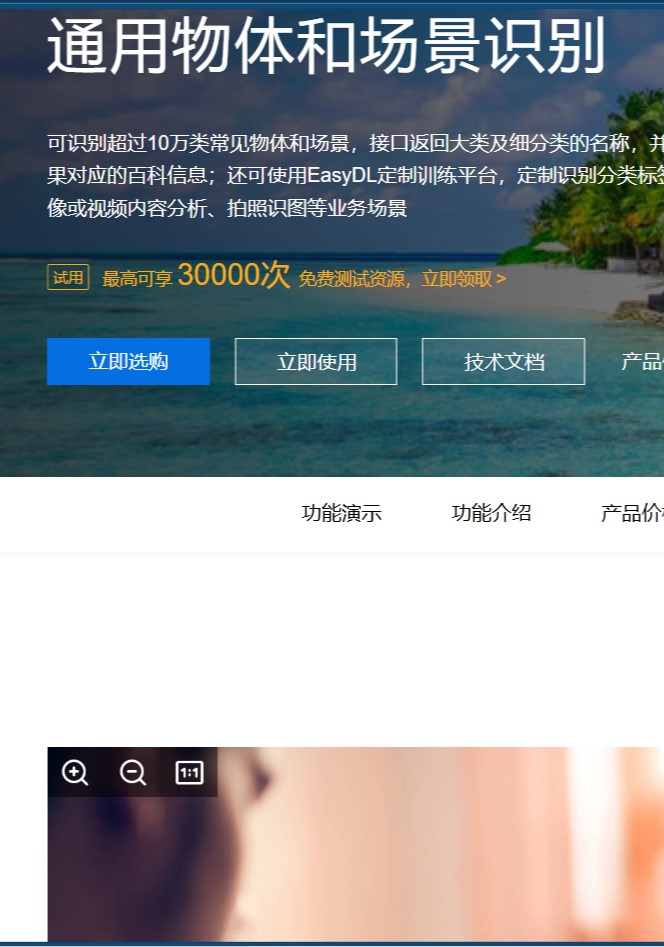 通用物体和场景识别
可识别超过10万类常见物体和场景，接口返回大类及细分类的名称，并
果对应的百科信息；还可使用EasyDL定制训练平台，定制识别分类标签
像或视频内容分析、拍照识图等业务场景
试用 最高可享 30000次 免费测试资源，立即领取 >
立即选购 立即使用 技术文档 产品
功能演示 功能介绍 产品价格
1:1